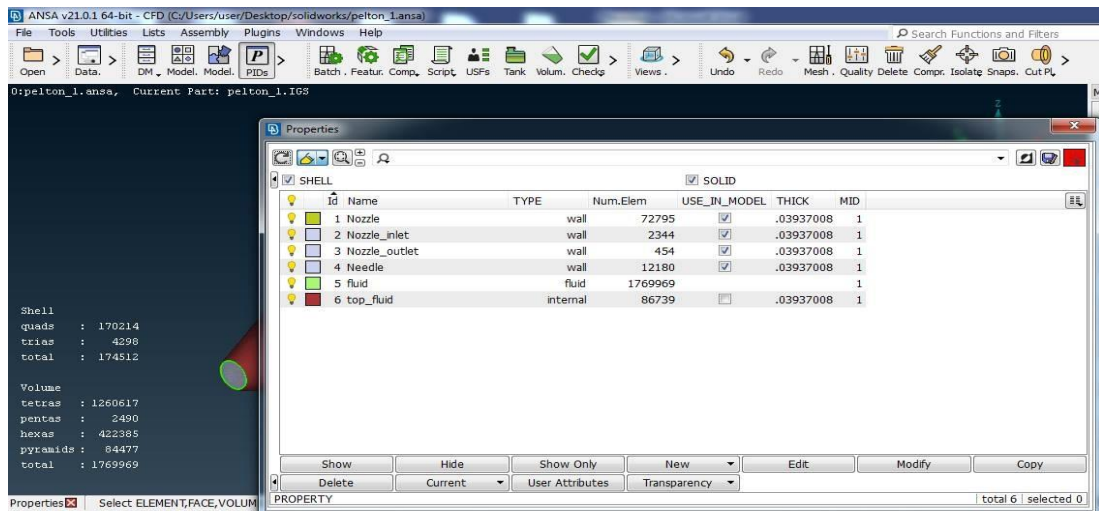 ANSA v21.0.1 64-bit - CFD (C:/Users/user/Desktop/solidworks/pelton_1.ansa)
File Tools Utilities Lists Assembly Plugins Windows Help Search Functions and Filters
Open Data. DM Model. Model. PIDs Batch . Featur. Comp. Script. USFs Tank Volum. Checks Views . Undo Redo Mesh . Quality Delete Compr. Isolate Snaps. Cut Pl.
0:pelton_1.ansa, Current Part: pelton_1.IGS
Z
Properties
SHELL SOLID
Id Name TYPE Num.Elem USE_IN_MODEL THICK MID
1 Nozzle wall 72795 .03937008 1
2 Nozzle_inlet wall 2344 .03937008 1
3 Nozzle_outlet wall 454 .03937008 1
4 Needle wall 12180 .03937008 1
5 fluid fluid 1769969 1
6 top_fluid internal 86739 .03937008 1
Shell
quads : 170214
trias : 4298
total : 174512
Volume
tetras : 1260617
pentas : 2490
hexas : 422385
pyramids : 84477
total : 1769969
Show Hide Show Only New Edit Modify Copy
Delete Current User Attributes Transparency
Properties Select ELEMENT,FACE,VOLUM
PROPERTY total 6 selected 0